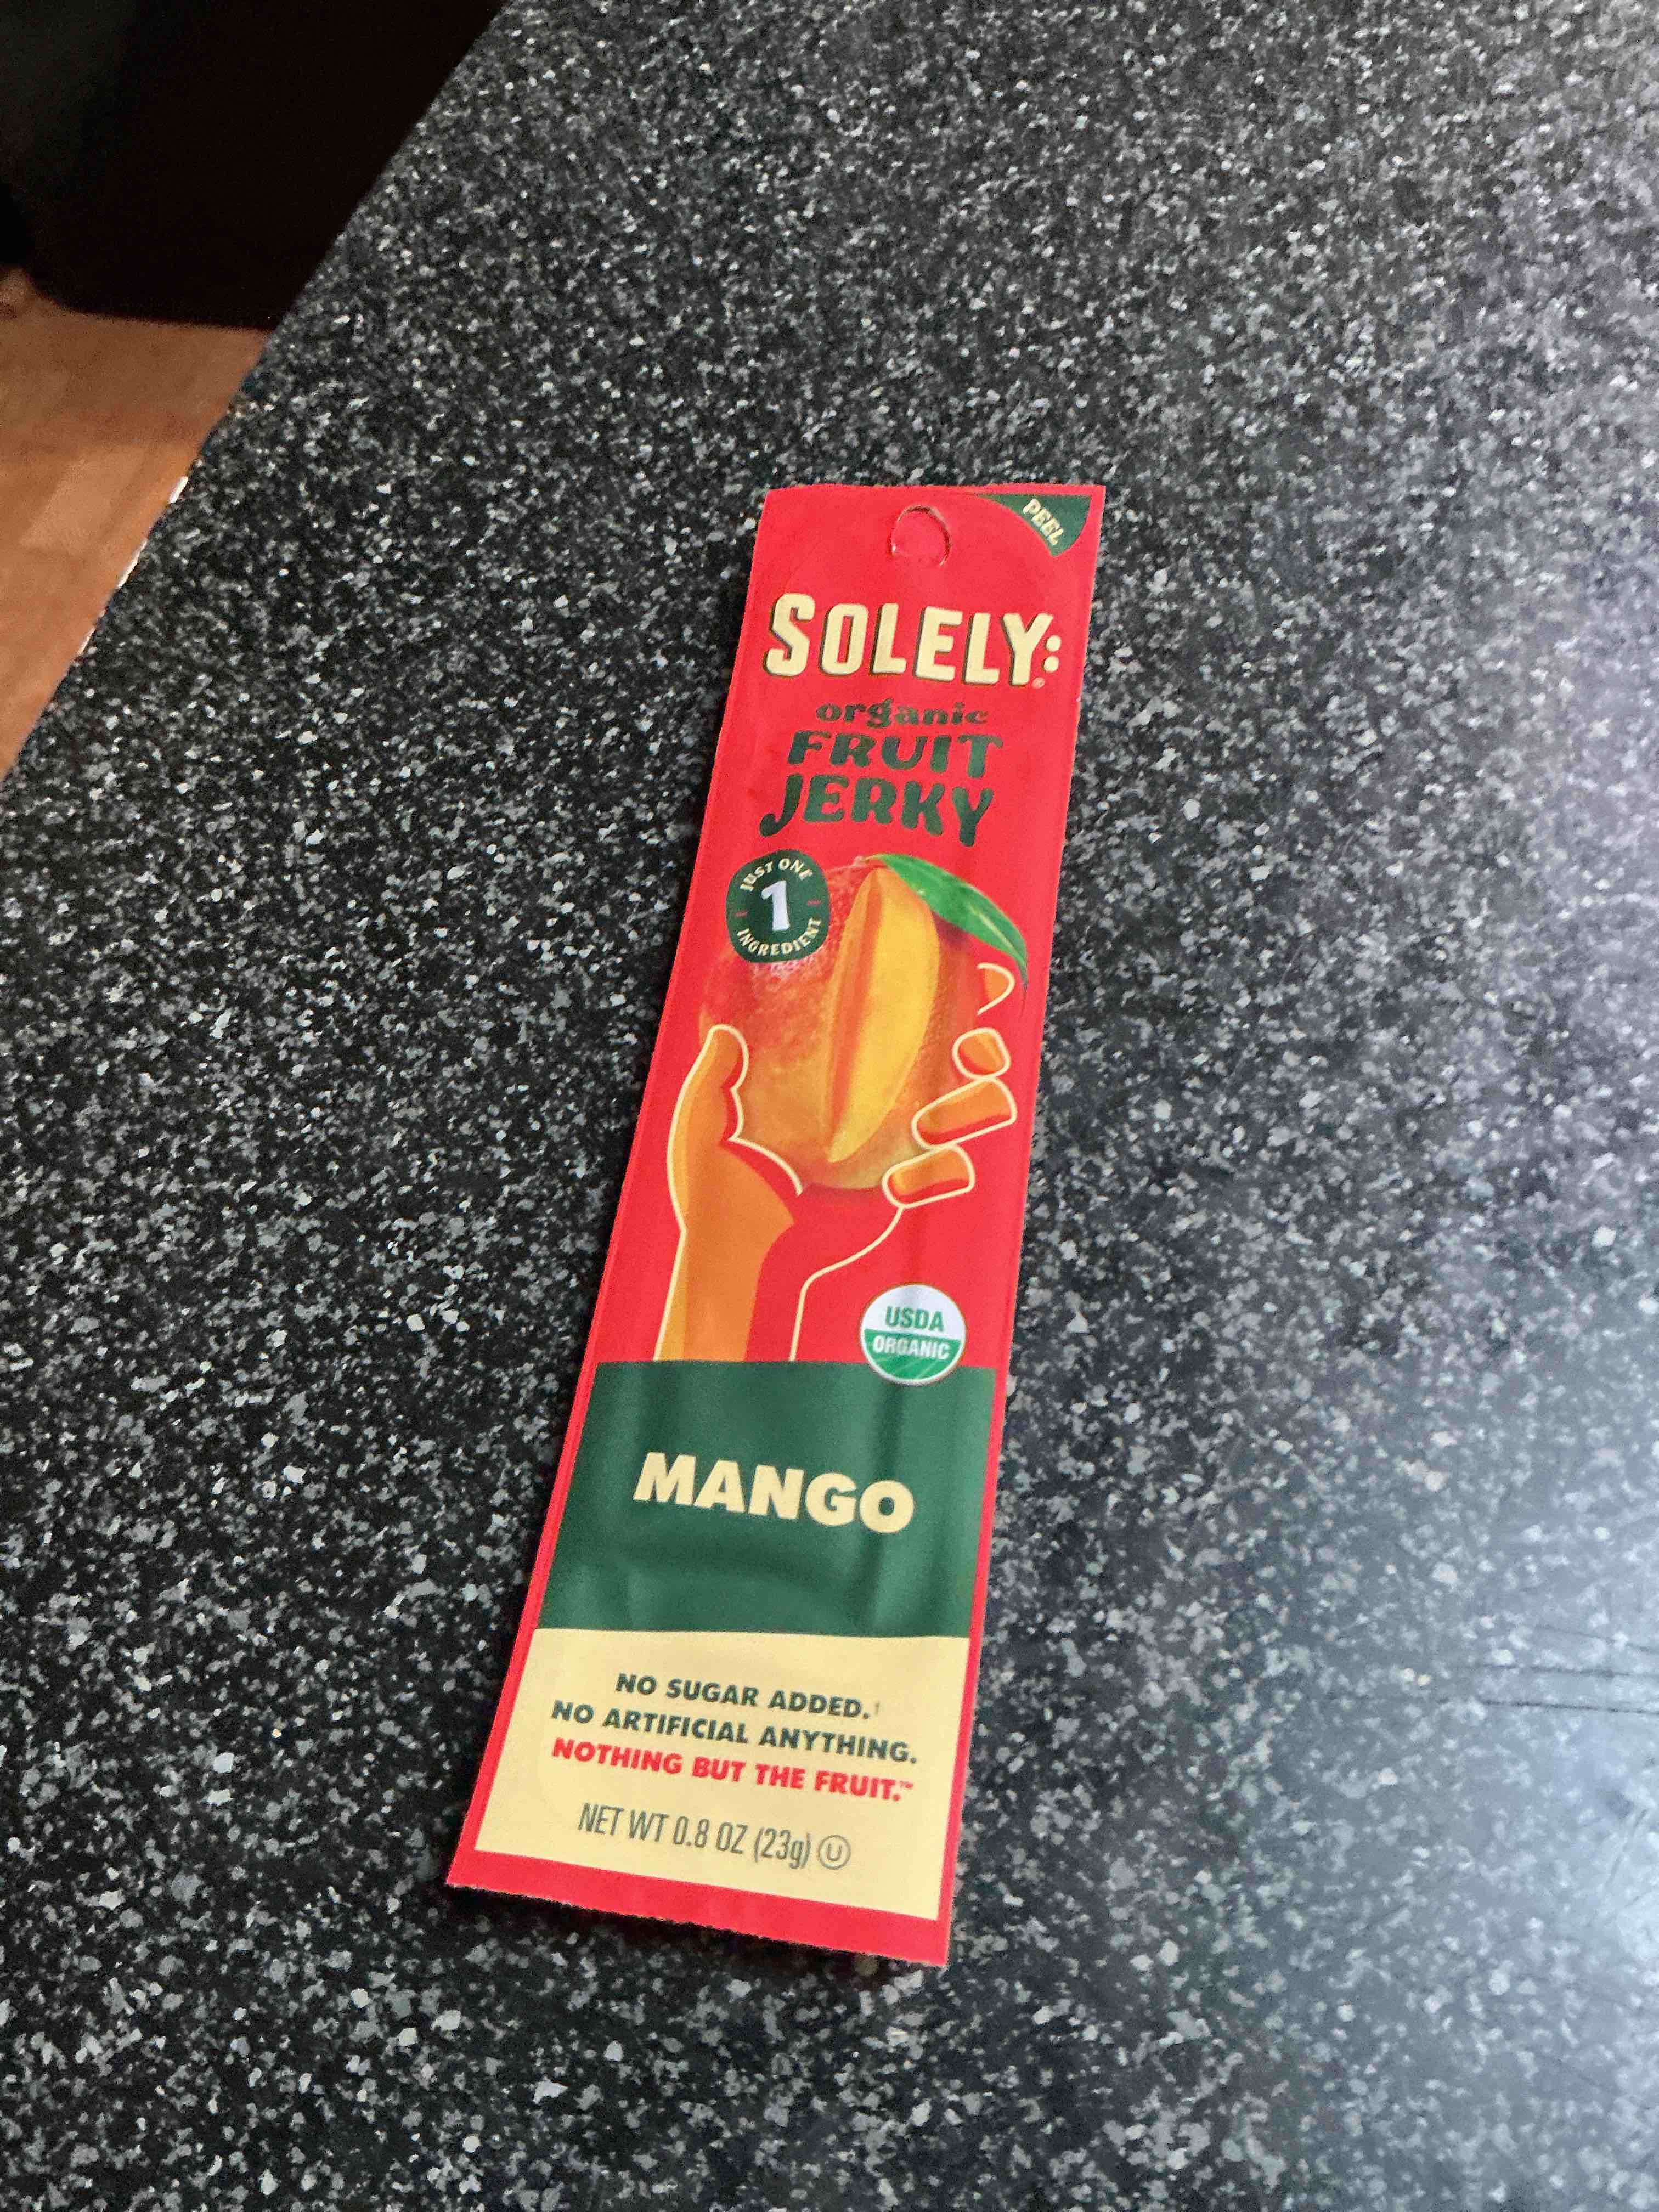 PEEL
SOLELY:
organic
FRUIT
JERKY
JUST ONE
1
INGREDIENT
USDA
ORGANIC
MANGO
NO SUGAR ADDED.†
NO ARTIFICIAL ANYTHING.
NOTHING BUT THE FRUIT.™
NET WT 0.8 OZ (23g) Ⓤ